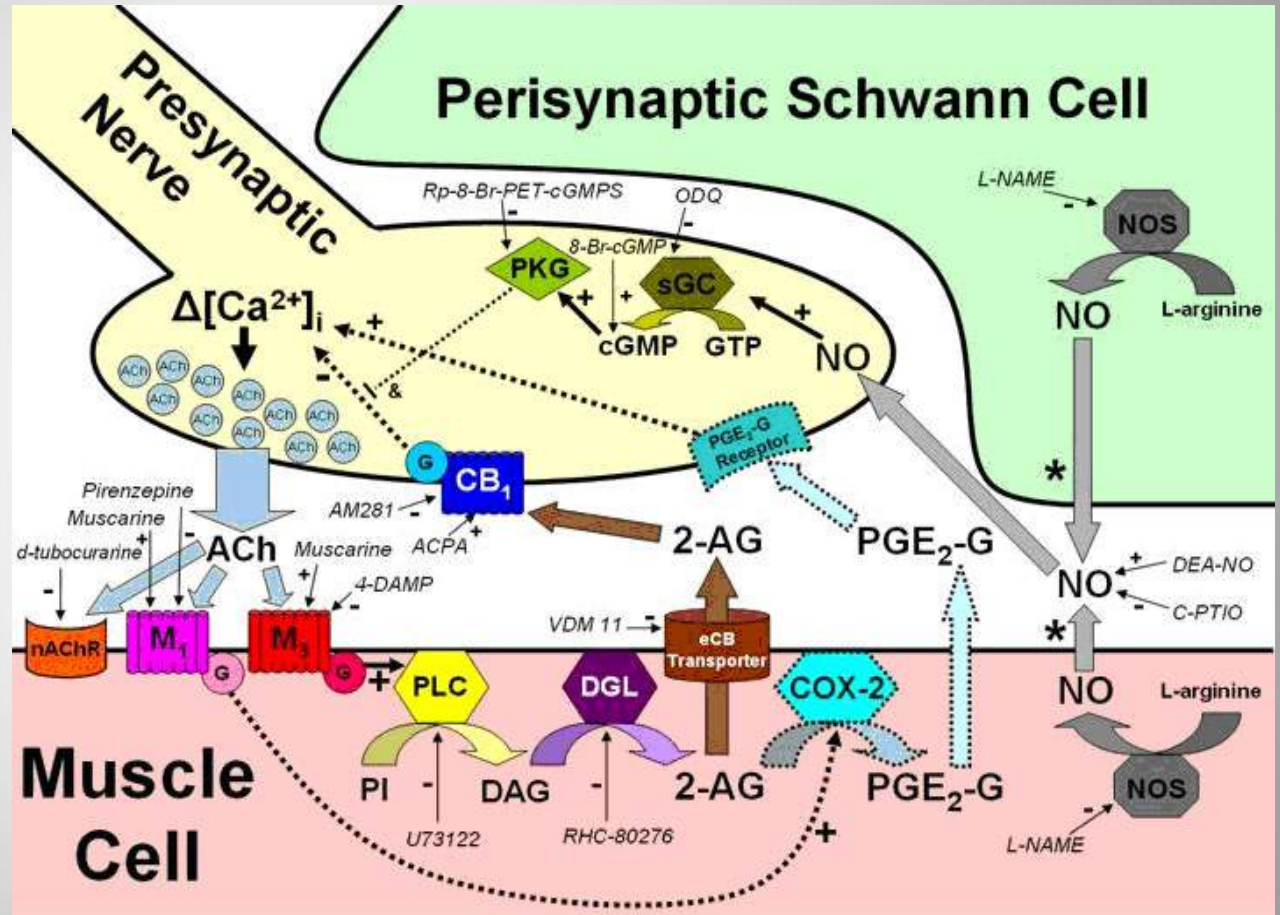 Presynaptic
Nerve
Perisynaptic Schwann Cell
Rp-8-Br-PET-cGMPS
-
ODQ
-
L-NAME
-
NOS
8-Br-cGMP
PKG
+
+
sGC
NO
L-arginine
Δ[Ca²⁺]ᵢ
+
cGMP
GTP
+
NO
-
&
ACh
ACh
ACh
ACh
ACh
ACh
ACh
ACh
ACh
ACh
ACh
PGE₂-G
Receptor
G
CB₁
*
Pirenzepine
Muscarine
d-tubocurarine
-
+
-
ACh
AM281
-
ACPA
+
2-AG
PGE₂-G
Muscarine
+
4-DAMP
-
NO
+
DEA-NO
-
C-PTIO
*
VDM 11
-
nAChR
M₁
G
M₃
G
+
PLC
DGL
eCB
Transporter
COX-2
NO
L-arginine
Muscle
Cell
PI
-
DAG
-
2-AG
PGE₂-G
NOS
U73122
RHC-80276
+
-
L-NAME